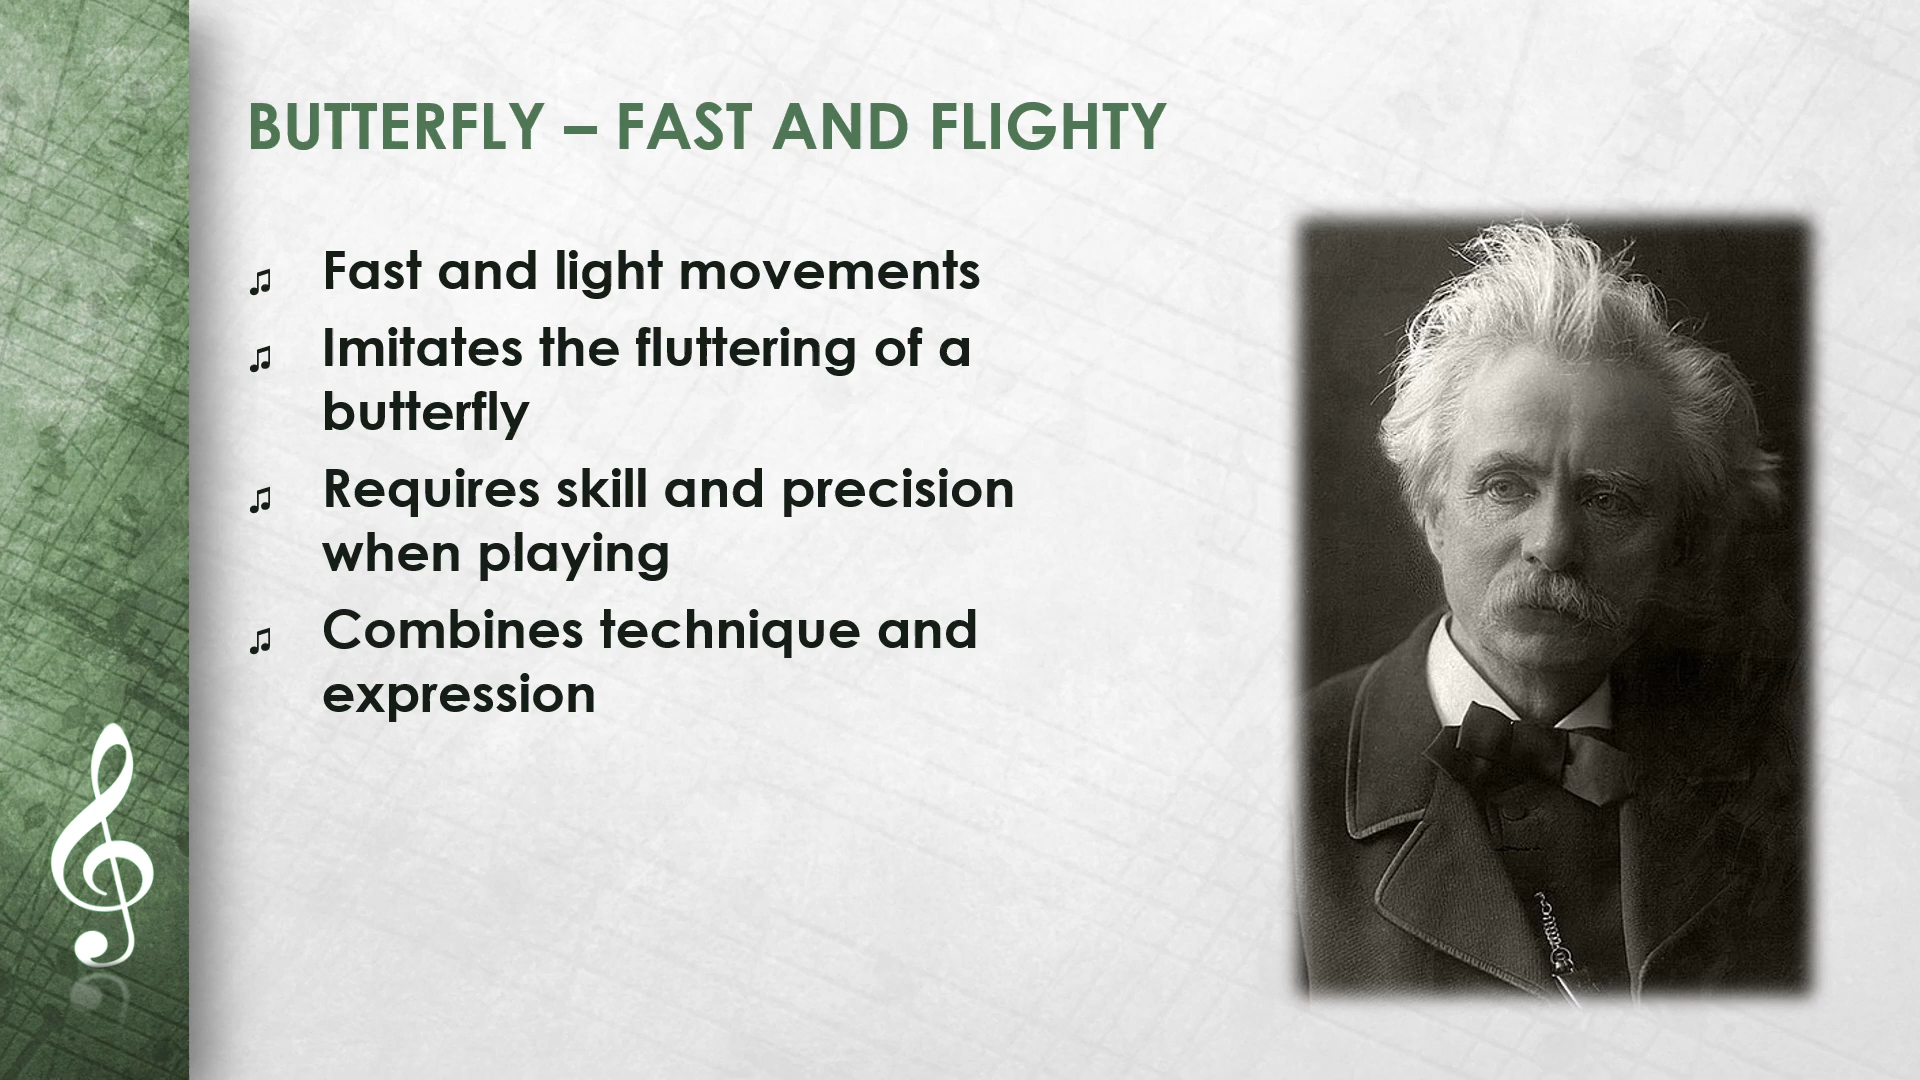 BUTTERFLY – FAST AND FLIGHTY
♫ Fast and light movements
♫ Imitates the fluttering of a
butterfly
♫ Requires skill and precision
when playing
♫ Combines technique and
expression